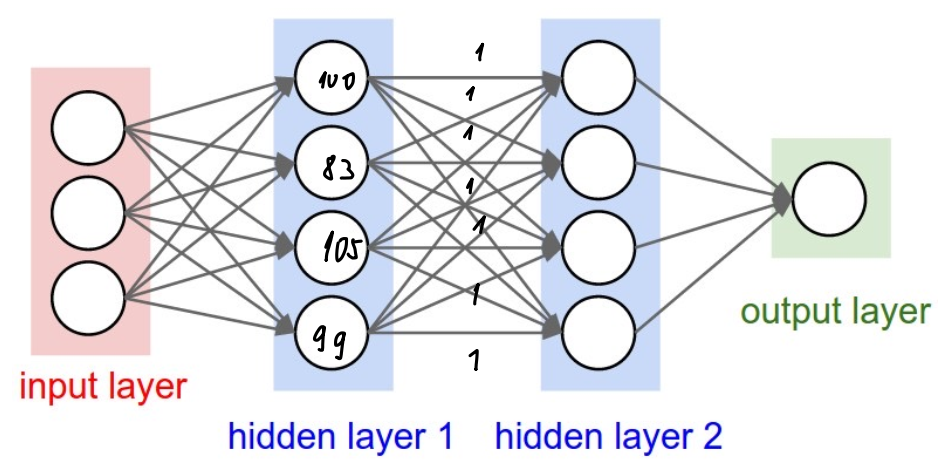 1
1
1
1
1
1
1
100
83
105
99
input layer
hidden layer 1
hidden layer 2
output layer